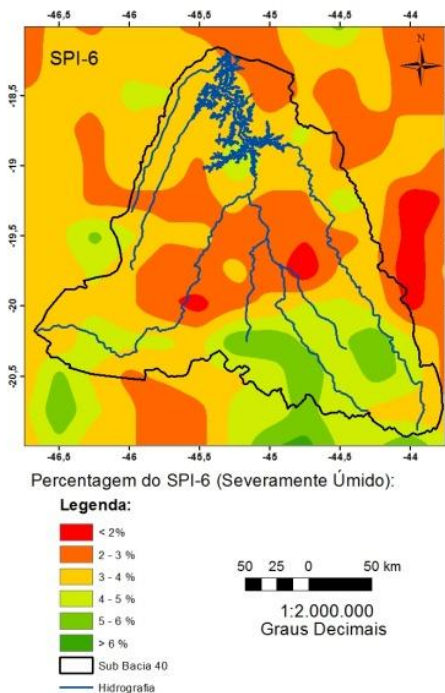 -46,5 -46 -45,5 -45 -44,5 -44
SPI-6
N
-18,5
-19
-19,5
-20
-20,5
-46,5 -46 -45,5 -45 -44,5 -44
Percentagem do SPI-6 (Severamente Úmido):
Legenda:
< 2%
2 - 3 %
3 - 4 %
4 - 5 %
5 - 6 %
> 6 %
Sub Bacia 40
Hidrografia
50 25 0 50 km
1:2.000.000
Graus Decimais